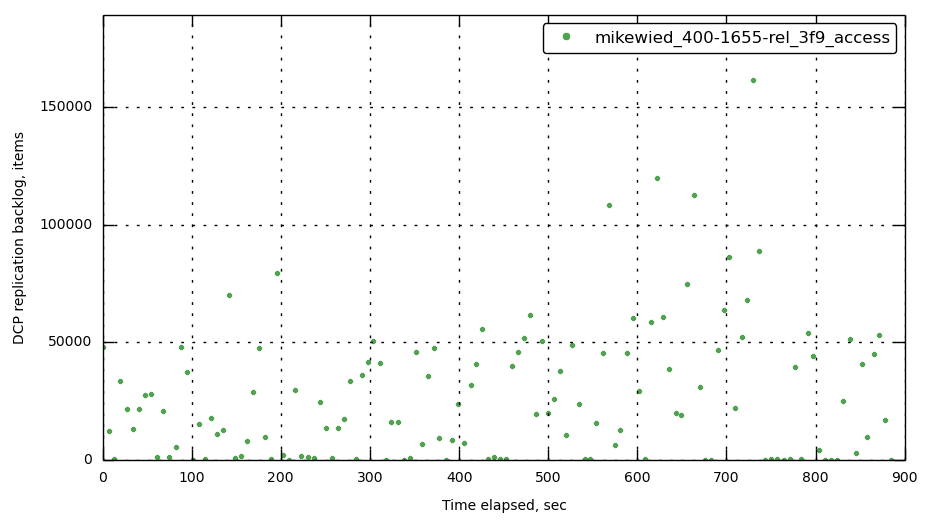 mikewied_400-1655-rel_3f9_access
DCP replication backlog, items
150000
100000
50000
0
0 100 200 300 400 500 600 700 800 900
Time elapsed, sec